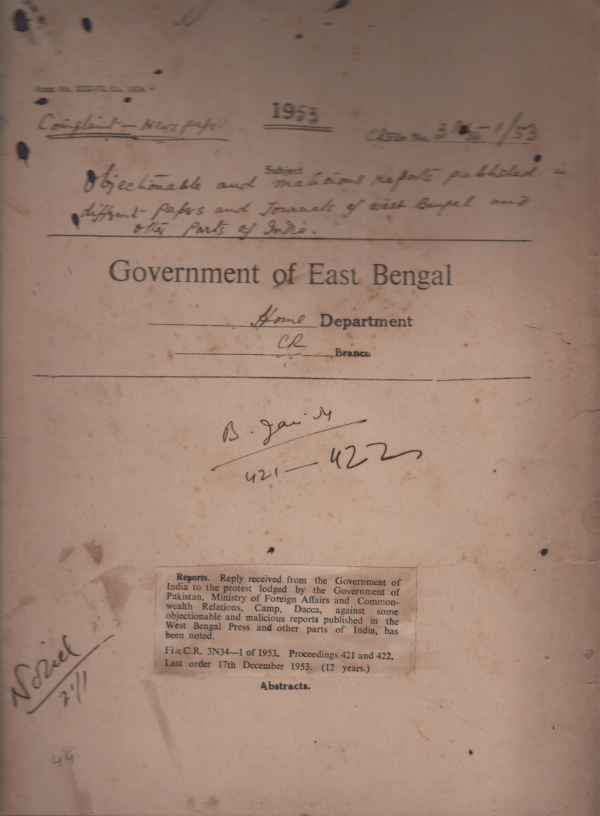 1953
Complaint — News paper
Subject
Objectionable and malicious reports published in
different papers and Journals of West Bengal and
other parts of India.
Government of East Bengal
Home Department
CR Branch
B. Jan. 54
421—422
Reports. Reply received from the Government of
India to the protest lodged by the Government of
Pakistan, Ministry of Foreign Affairs and Common-
wealth Relations, Camp, Dacca, against some
objectionable and malicious reports published in the
West Bengal Press and other parts of India, has
been noted.
File C.R. 3N34—1 of 1953. Proceedings 421 and 422.
Last order 17th December 1953. (12 years.)
Abstracts.